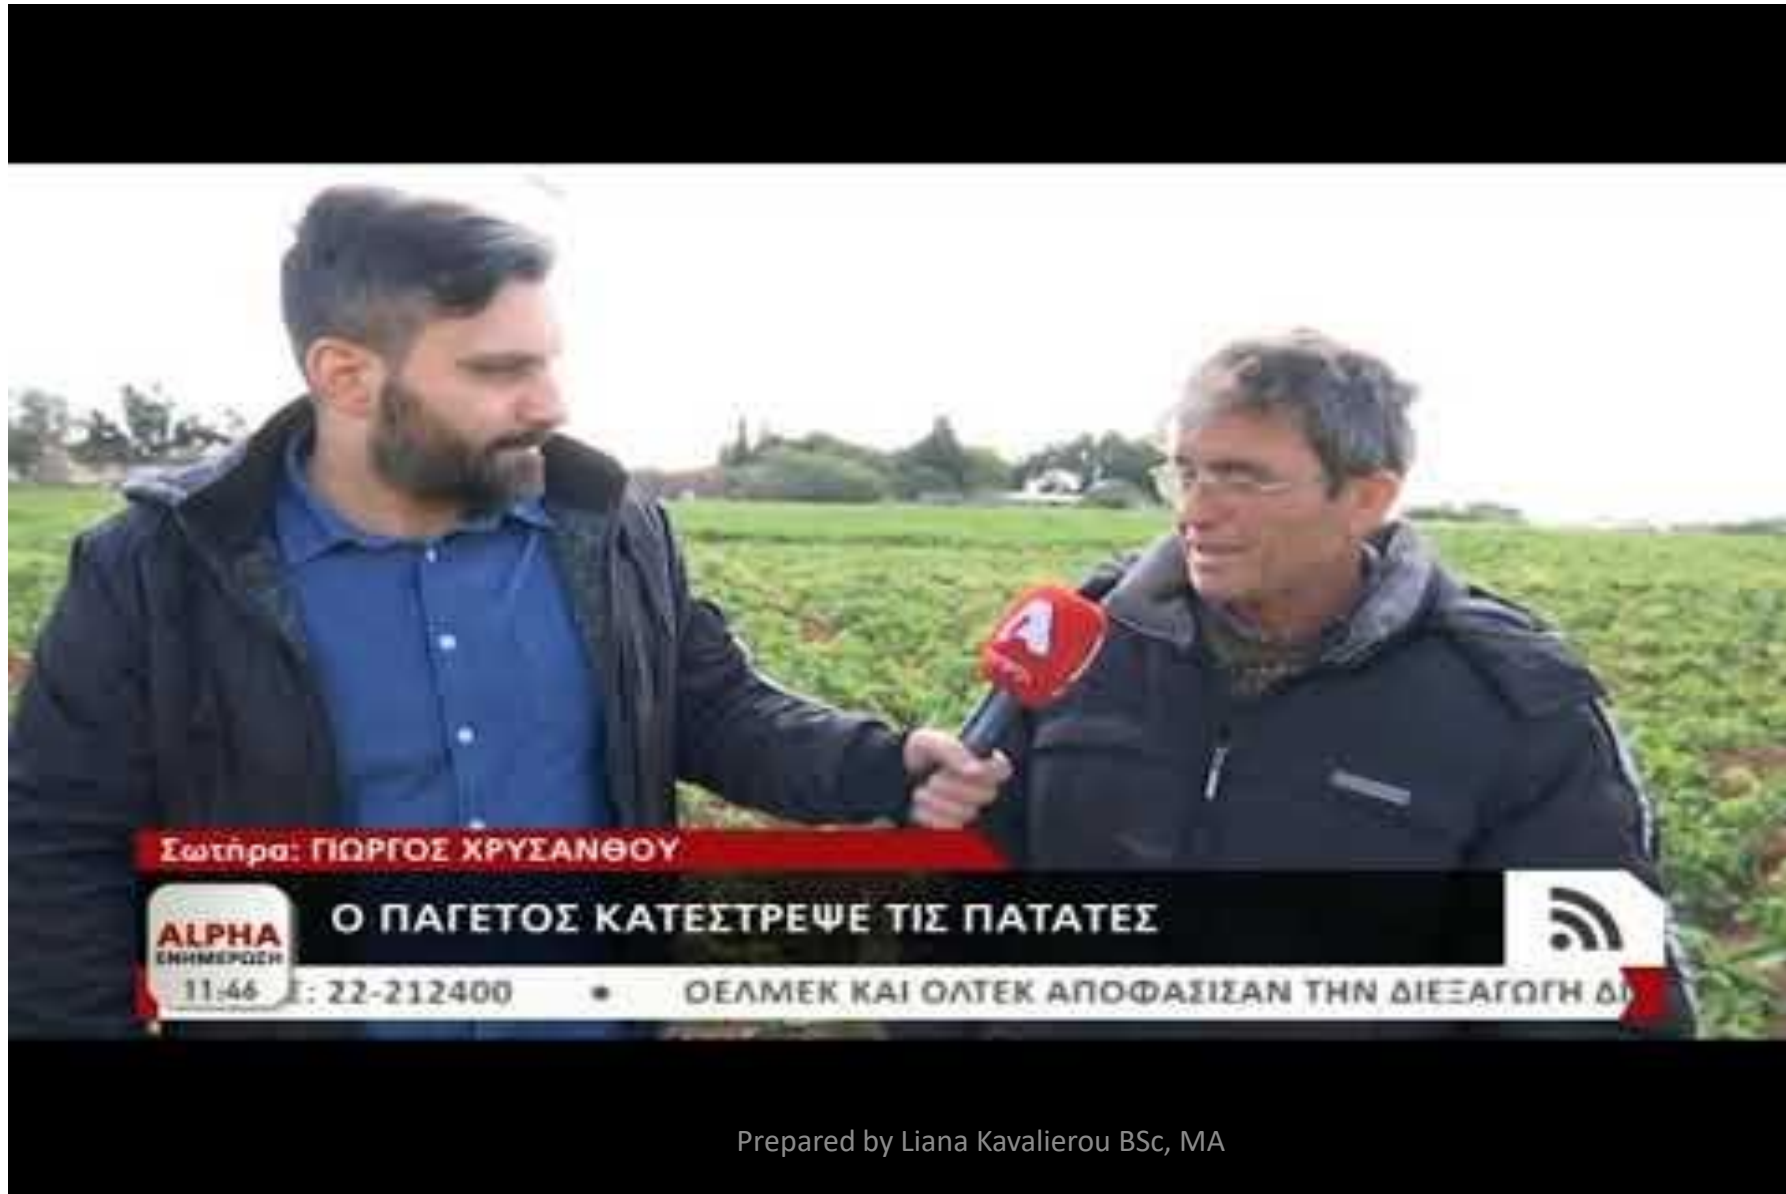 Σωτήρα: ΓΙΩΡΓΟΣ ΧΡΥΣΑΝΘΟΥ
Ο ΠΑΓΕΤΟΣ ΚΑΤΕΣΤΡΕΨΕ ΤΙΣ ΠΑΤΑΤΕΣ
ALPHA
ΕΝΗΜΕΡΩΣΗ
11:46 Σ: 22-212400 • ΟΕΛΜΕΚ ΚΑΙ ΟΛΤΕΚ ΑΠΟΦΑΣΙΣΑΝ ΤΗΝ ΔΙΕΞΑΓΩΓΗ ΔΙ
Prepared by Liana Kavalierou BSc, MA